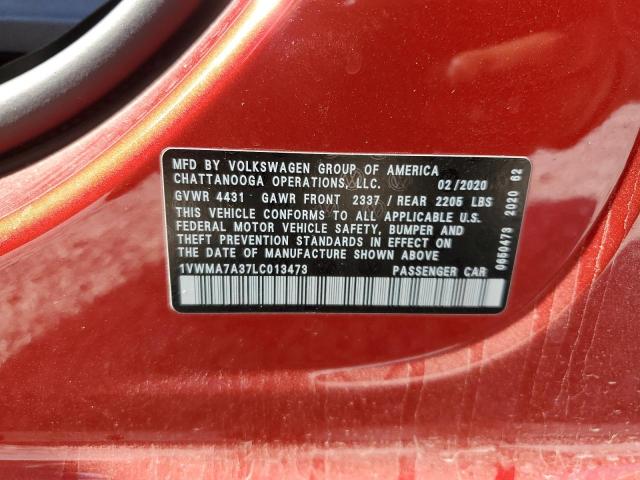 MFD BY VOLKSWAGEN GROUP OF AMERICA
CHATTANOOGA OPERATIONS, LLC. 02/2020
GVWR 4431 GAWR FRONT 2337 / REAR 2205 LBS
THIS VEHICLE CONFORMS TO ALL APPLICABLE U.S.
FEDERAL MOTOR VEHICLE SAFETY, BUMPER AND
THEFT PREVENTION STANDARDS IN EFFECT ON
THE DATE OF MANUFACTURE SHOWN ABOVE
1VWMA7A37LC013473 PASSENGER CAR
0650473 2020 62